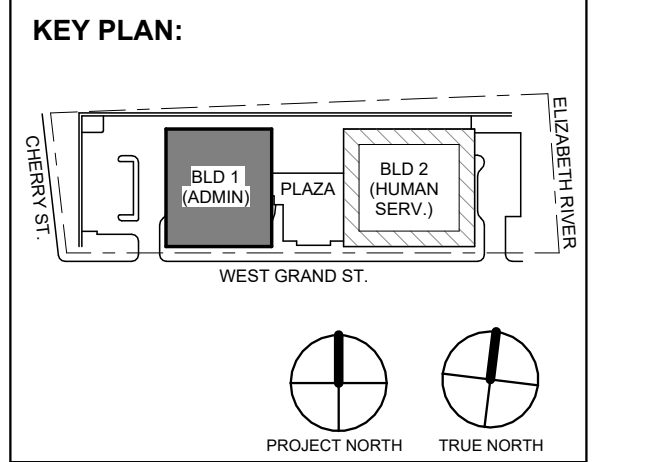 KEY PLAN:
CHERRY ST.
BLD 1
(ADMIN)
PLAZA
BLD 2
(HUMAN
SERV.)
ELIZABETH RIVER
WEST GRAND ST.
PROJECT NORTH
TRUE NORTH